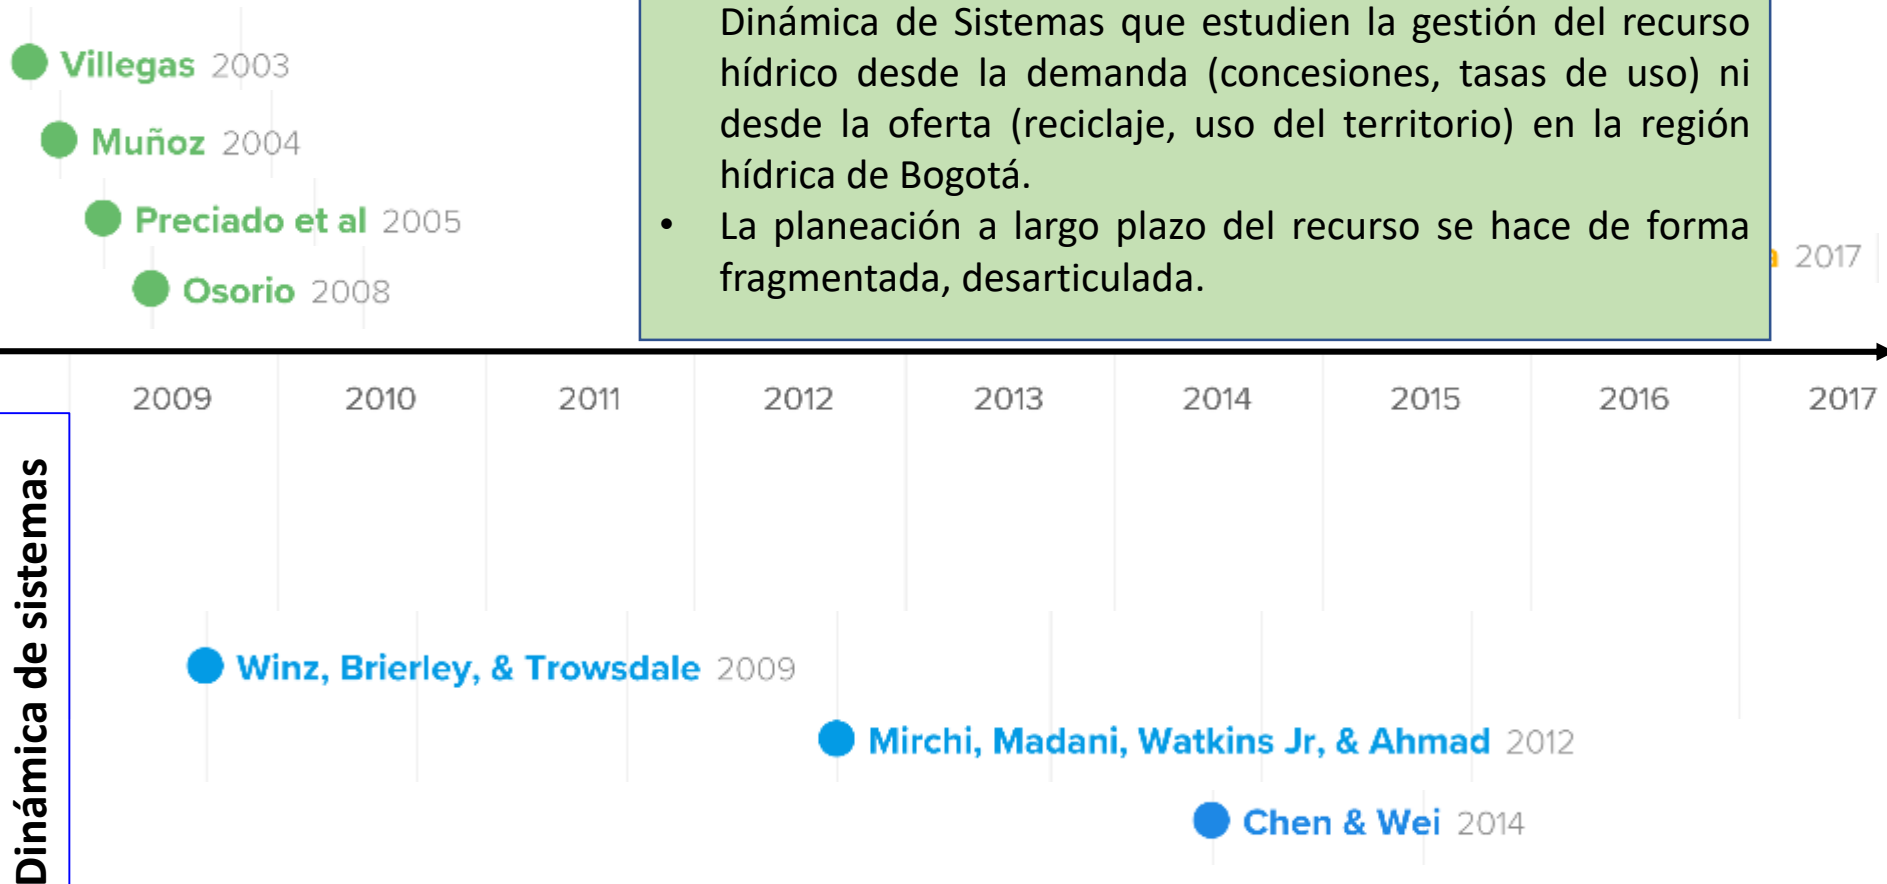 Villegas 2003
Muñoz 2004
Preciado et al 2005
Osorio 2008
Dinámica de Sistemas que estudien la gestión del recurso
hídrico desde la demanda (concesiones, tasas de uso) ni
desde la oferta (reciclaje, uso del territorio) en la región
hídrica de Bogotá.
• La planeación a largo plazo del recurso se hace de forma
fragmentada, desarticulada.
2017
2009 2010 2011 2012 2013 2014 2015 2016 2017
Dinámica de sistemas
Winz, Brierley, & Trowsdale 2009
Mirchi, Madani, Watkins Jr, & Ahmad 2012
Chen & Wei 2014